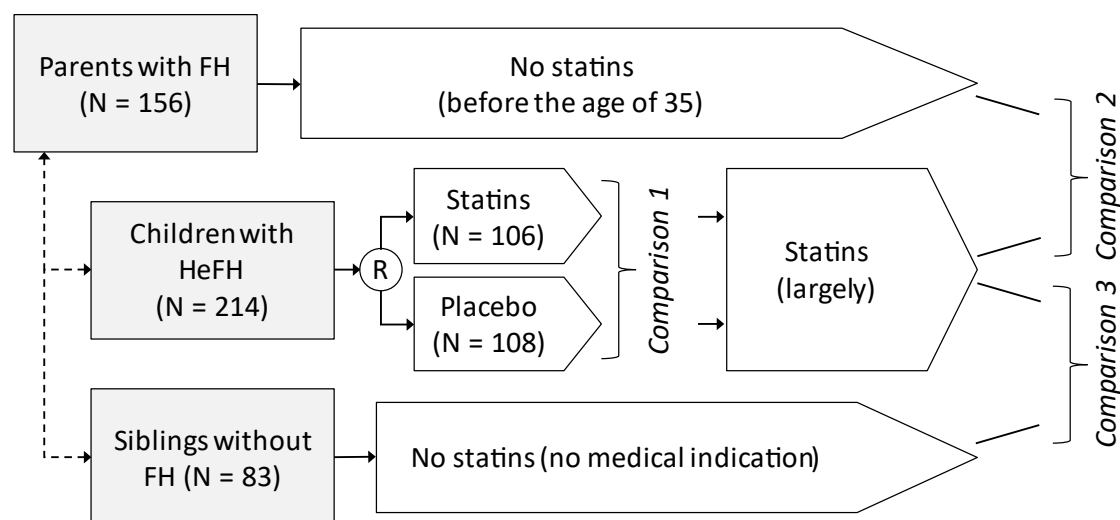 Parents with FH
(N = 156)
No statins
(before the age of 35)
Comparison 2
Children with
HeFH
(N = 214)
R
Statins
(N = 106)
Placebo
(N = 108)
Comparison 1
Statins
(largely)
Comparison 3
Siblings without
FH (N = 83)
No statins (no medical indication)